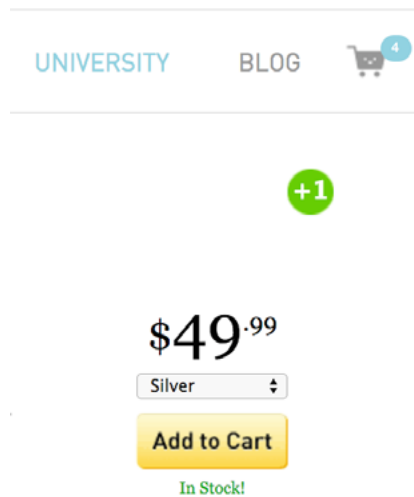 UNIVERSITY BLOG 4
+1
$49.99
Silver
Add to Cart
In Stock!